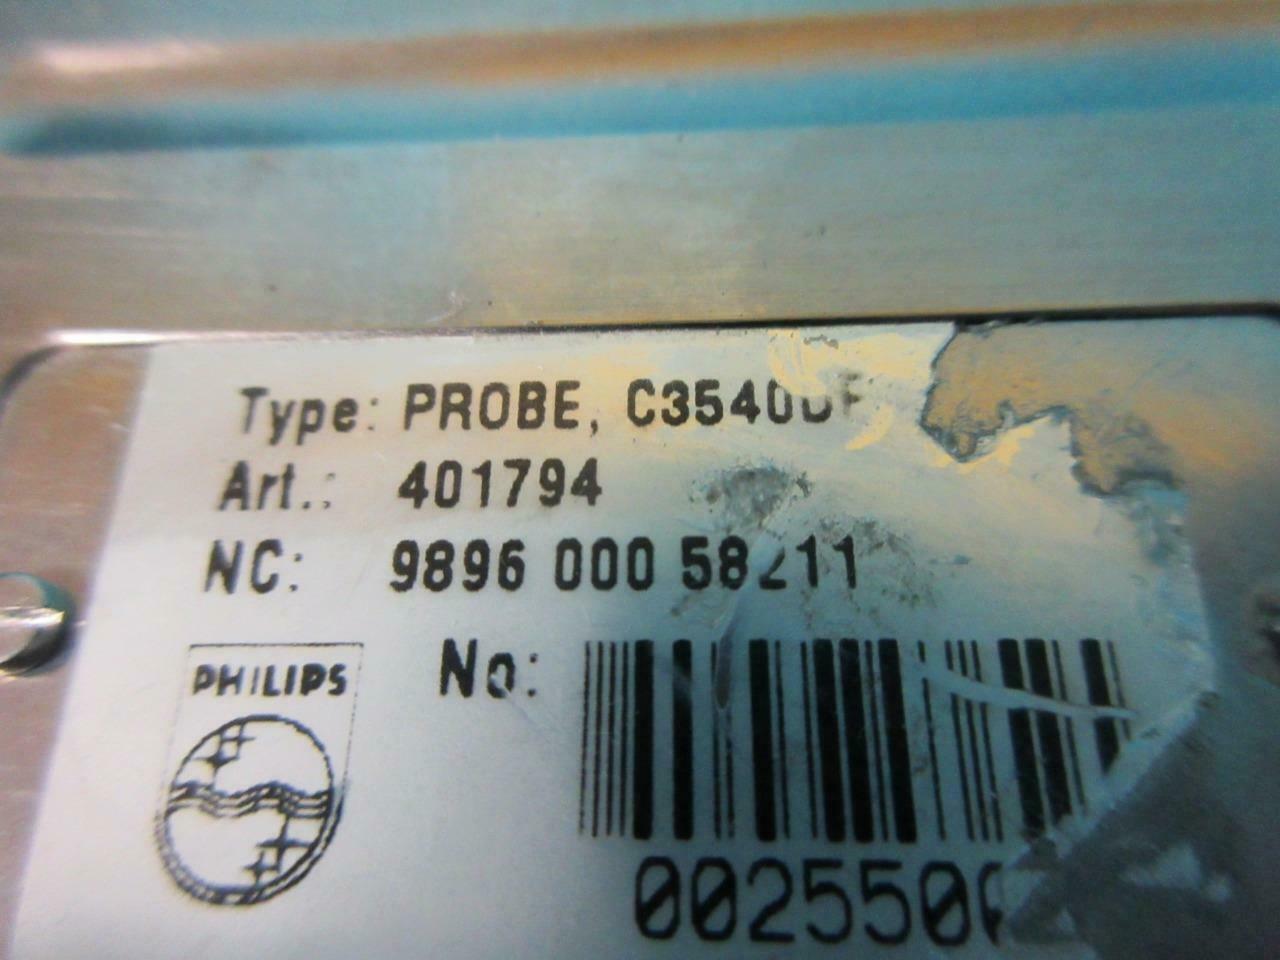 Type: PROBE,
Art.: 401794
NC: 9896 000 58211
PHILIPS
No: